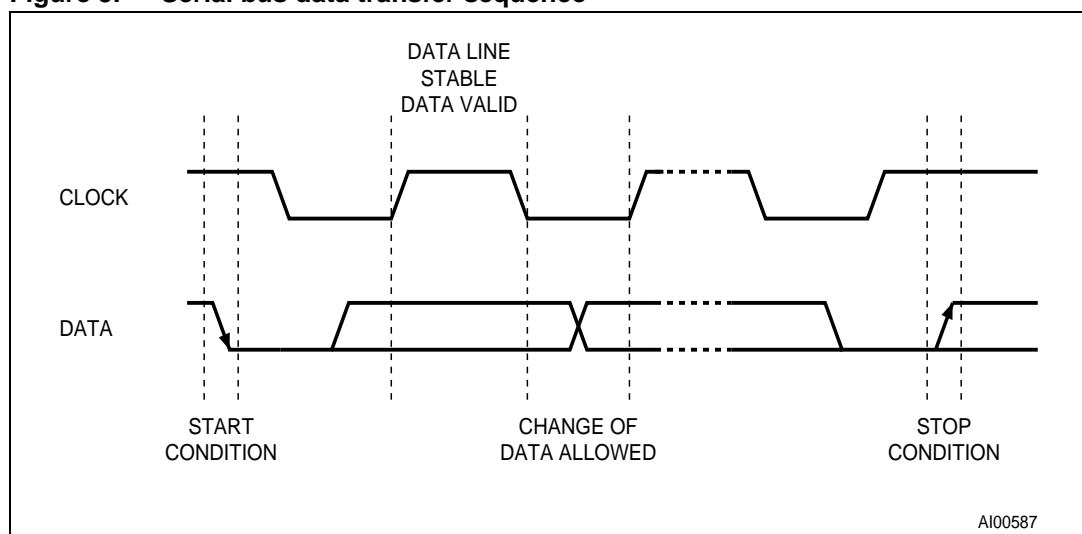 Figure 5. Serial bus data transfer sequence
DATA LINE
STABLE
DATA VALID
CLOCK
DATA
START
CONDITION
CHANGE OF
DATA ALLOWED
STOP
CONDITION
AI00587